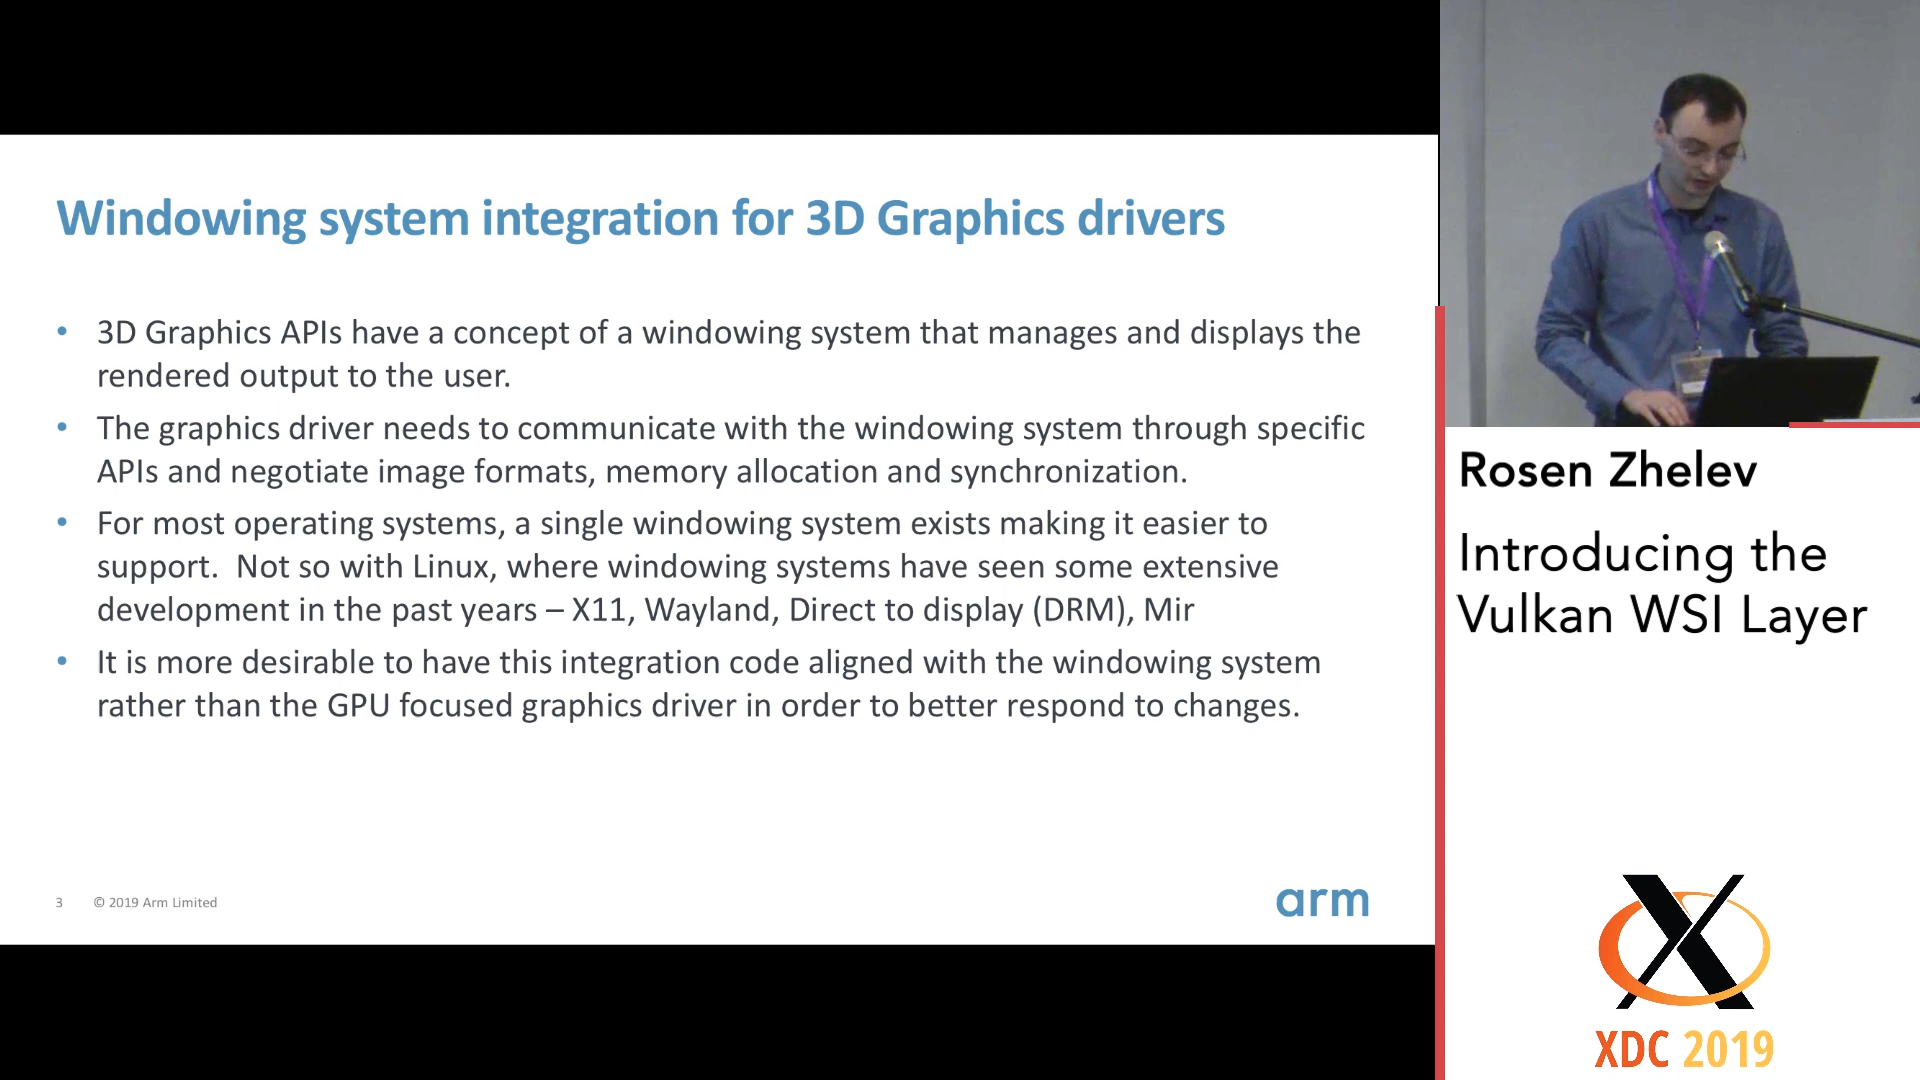 Windowing system integration for 3D Graphics drivers
• 3D Graphics APIs have a concept of a windowing system that manages and displays the
rendered output to the user.
• The graphics driver needs to communicate with the windowing system through specific
APIs and negotiate image formats, memory allocation and synchronization.
• For most operating systems, a single windowing system exists making it easier to
support.  Not so with Linux, where windowing systems have seen some extensive
development in the past years – X11, Wayland, Direct to display (DRM), Mir
• It is more desirable to have this integration code aligned with the windowing system
rather than the GPU focused graphics driver in order to better respond to changes.
3 © 2019 Arm Limited
arm
Rosen Zhelev
Introducing the
Vulkan WSI Layer
X
XDC 2019